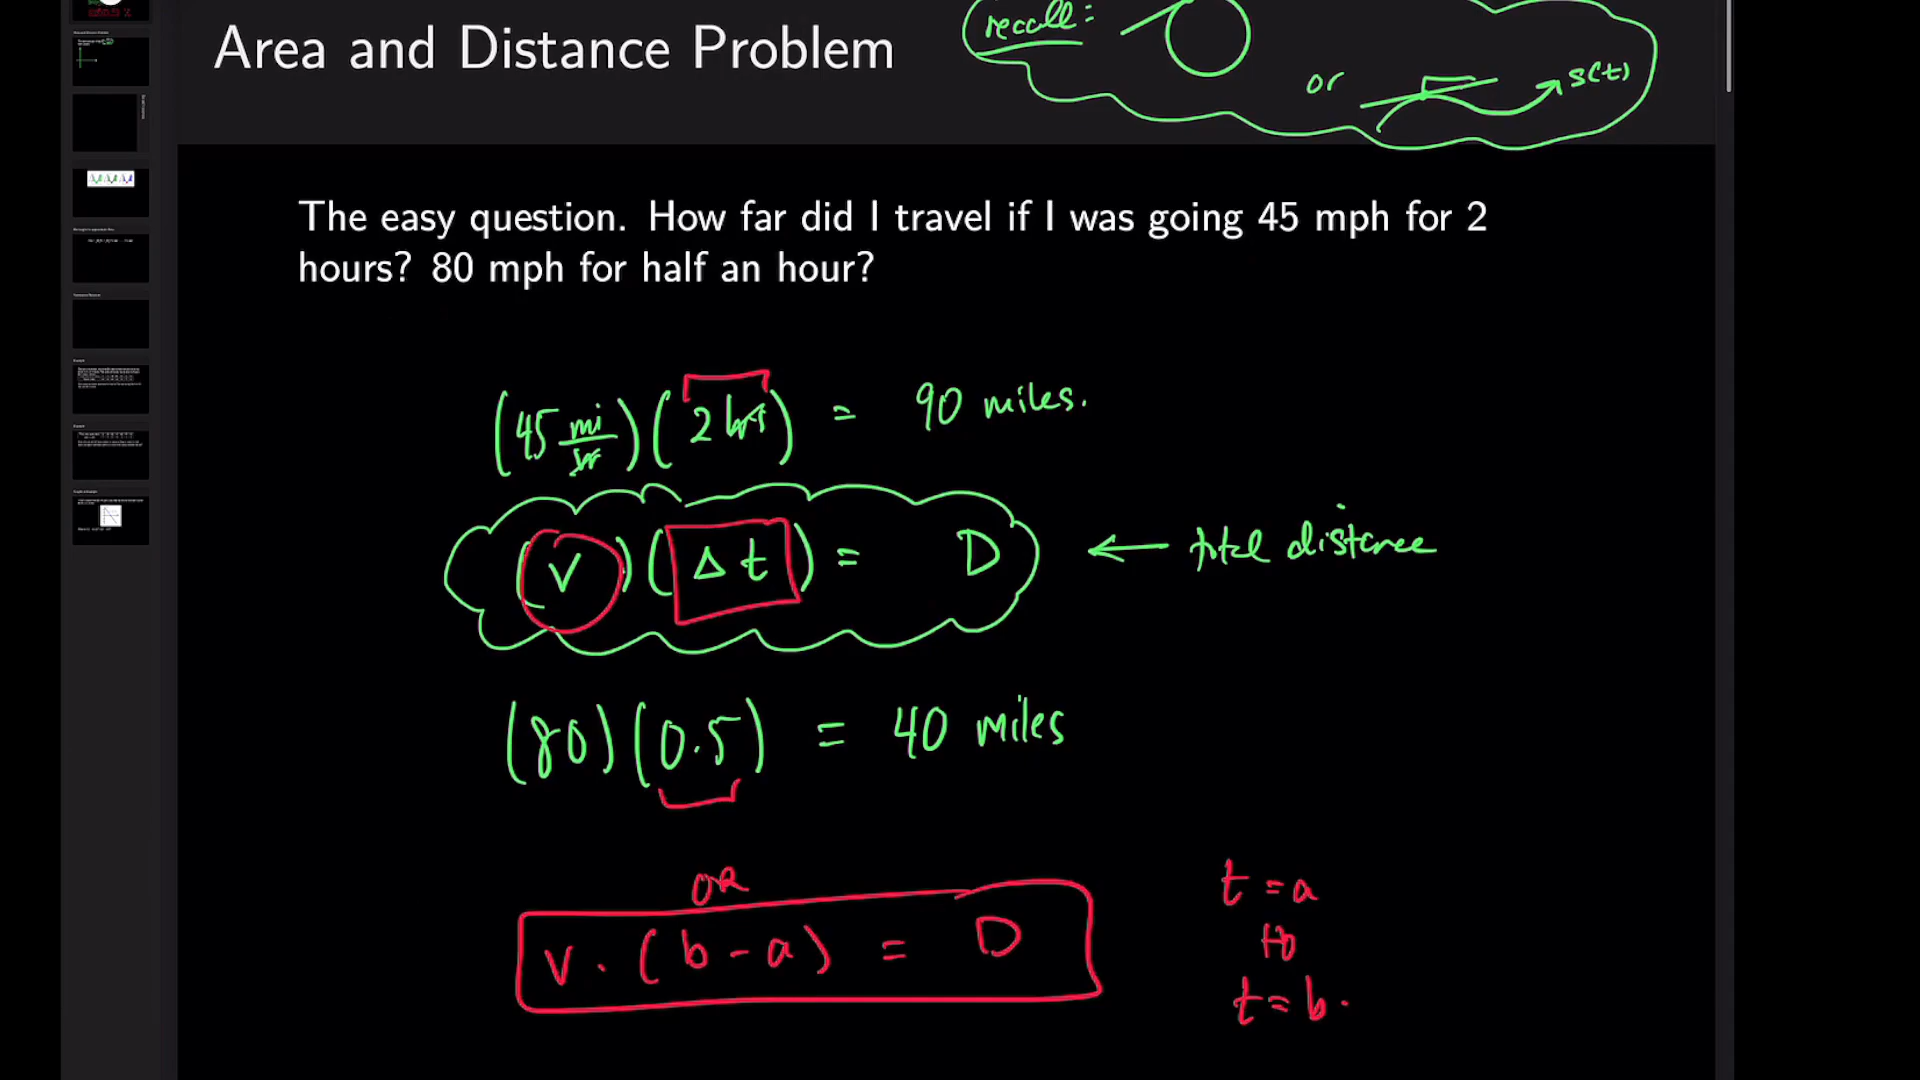 Area and Distance Problem
recall:
or
s(t)
The easy question. How far did I travel if I was going 45 mph for 2
hours? 80 mph for half an hour?
(45 mi/hr)(2 hrs) = 90 miles.
(v)(Δt) = D ← total distance
(80)(0.5) = 40 miles
OR
v · (b - a) = D
t = a
to
t = b.